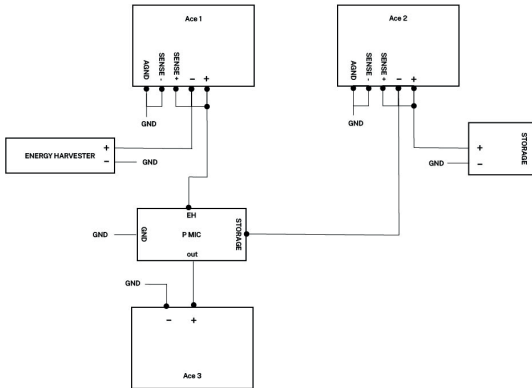 Ace 1
AGND
SENSE -
SENSE +
−
+
GND
Ace 2
AGND
SENSE -
SENSE +
−
+
GND
ENERGY HARVESTER
+
−
GND
STORAGE
+
−
GND
EH
GND
GND
P MIC
STORAGE
out
GND
−
+
Ace 3